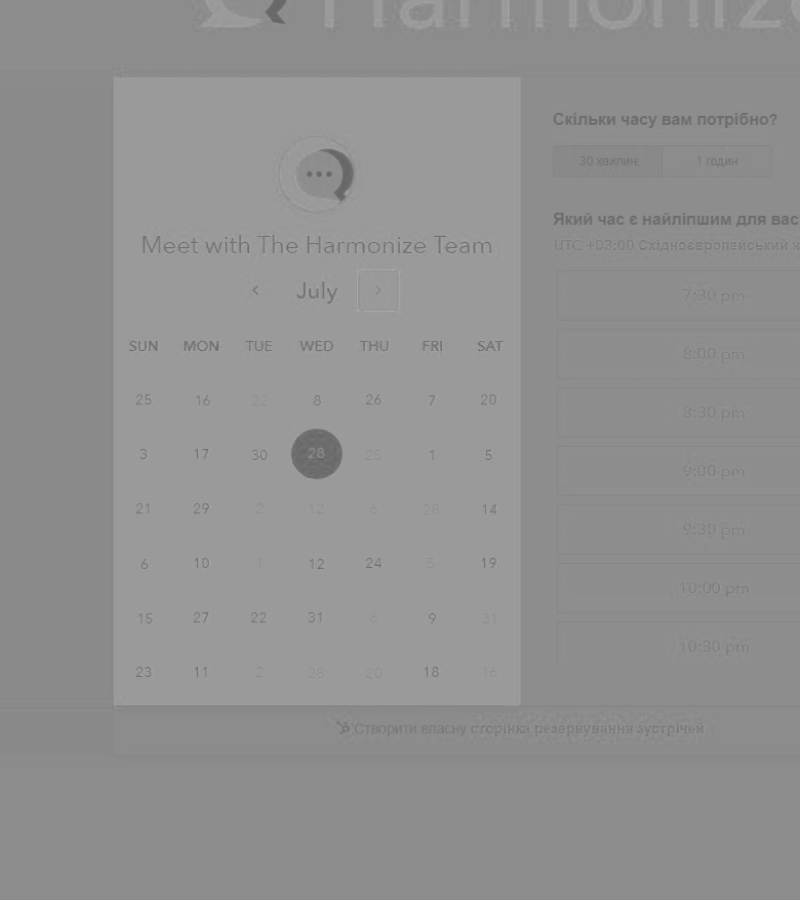 Harmonize
Meet with The Harmonize Team
July
SUN MON TUE WED THU FRI SAT
25 16 22 8 26 7 20
3 17 30 28 25 1 5
21 29 2 12 6 28 14
6 10 1 12 24 5 19
15 27 22 31 6 9 31
23 11 2 28 20 18 16
Скільки часу вам потрібно?
30 хвилин 1 годин
Який час є найліпшим для вас
UTC +03:00 Східноєвропейський
7:30 pm
8:00 pm
8:30 pm
9:00 pm
9:30 pm
10:00 pm
10:30 pm
Створити власну сторінка резервування зустрічей